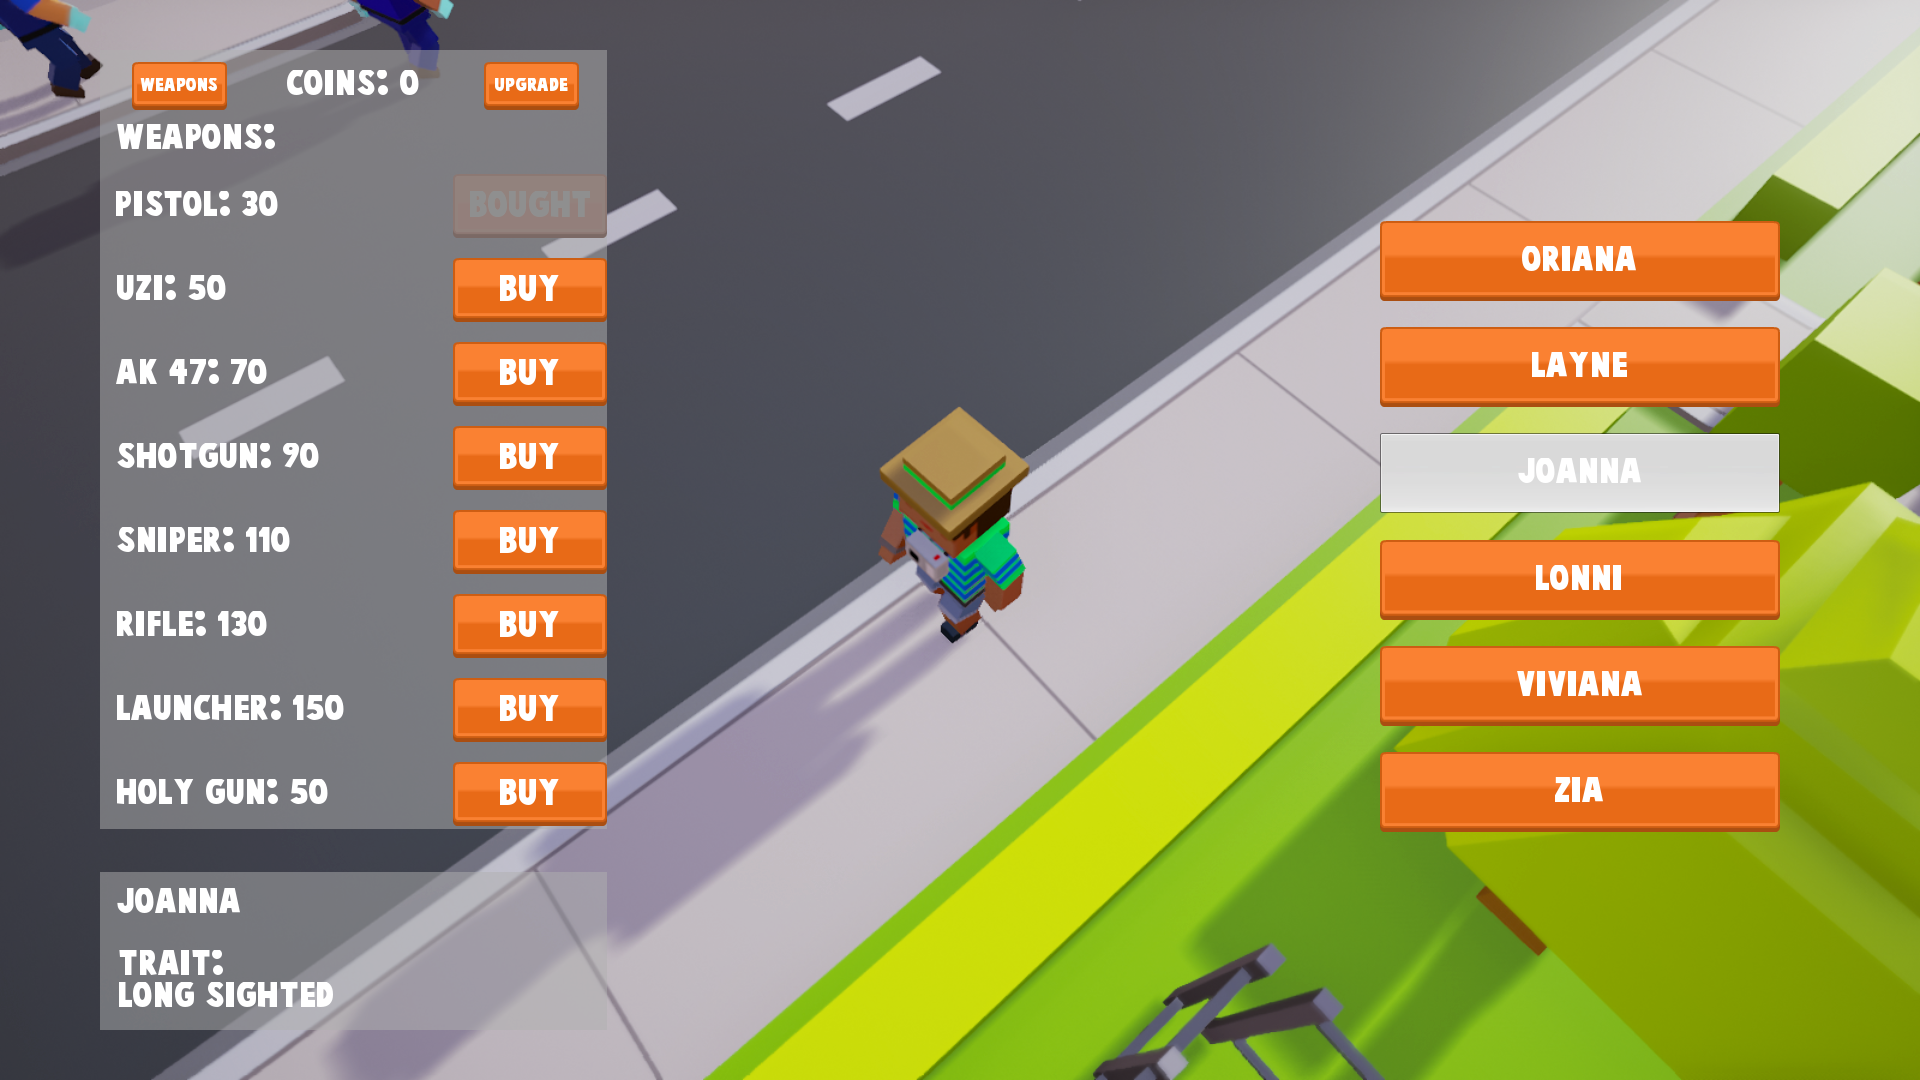 WEAPONS COINS: 0 UPGRADE
WEAPONS:
PISTOL: 30 BOUGHT
UZI: 50 BUY
AK 47: 70 BUY
SHOTGUN: 90 BUY
SNIPER: 110 BUY
RIFLE: 130 BUY
LAUNCHER: 150 BUY
HOLY GUN: 50 BUY
JOANNA
TRAIT:
LONG SIGHTED
ORIANA
LAYNE
JOANNA
LONNI
VIVIANA
ZIA